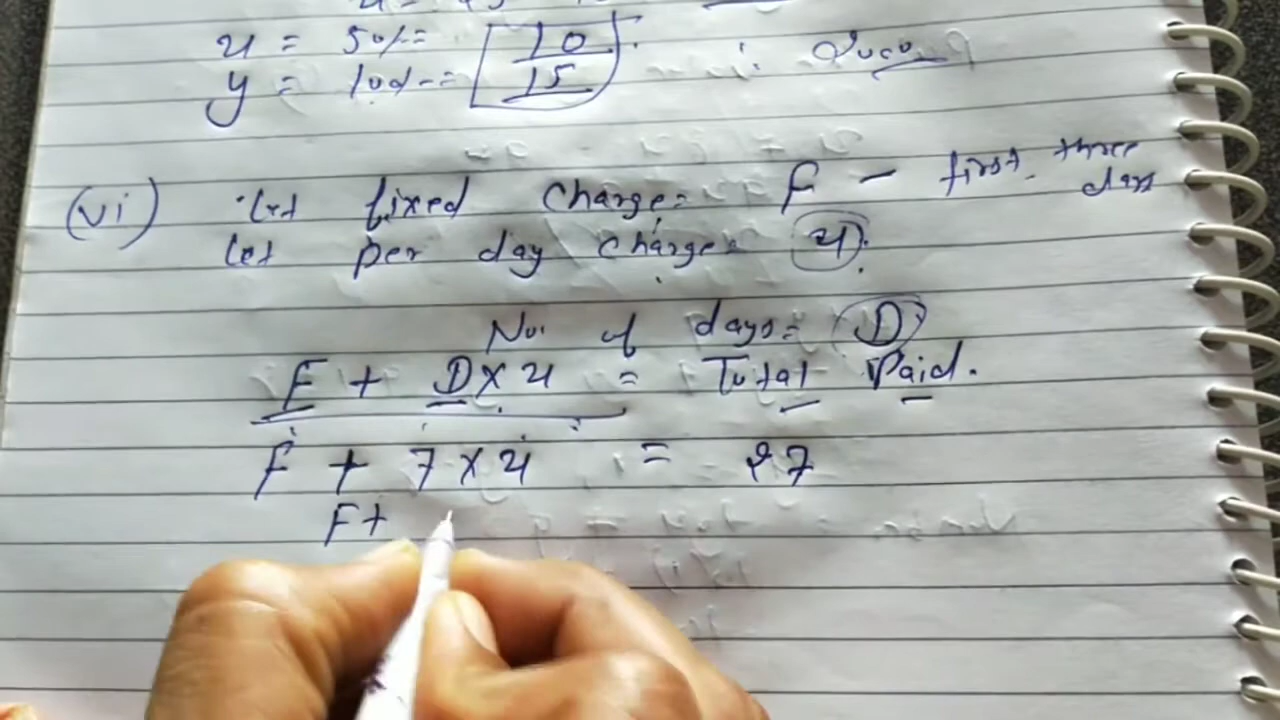 x = 50/- =
10
y = 100/- =
15
(vi) Let fixed charge = F - first three days
Let per day charge = x.
No. of days = D
F + D × x = Total Paid.
F + 7 × x = 27
F +